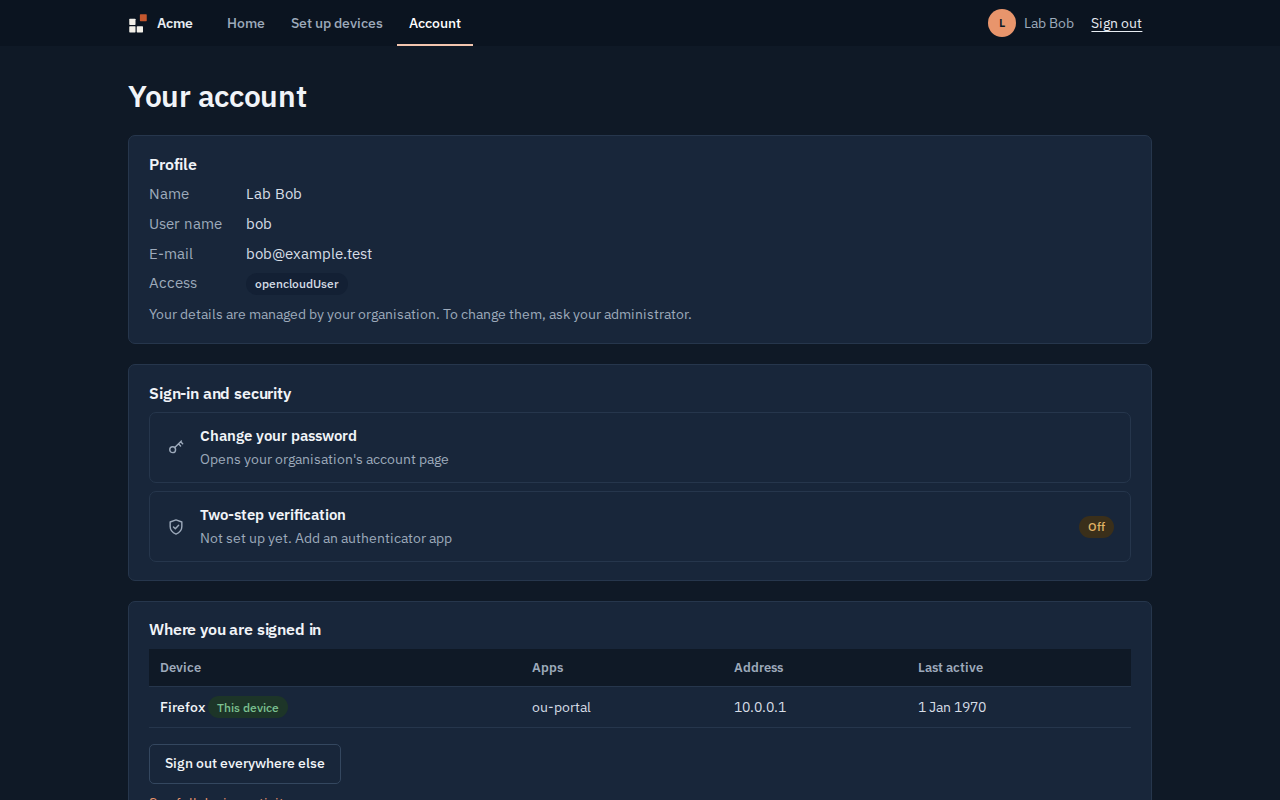 Acme Home Set up devices Account L Lab Bob Sign out
Your account
Profile
Name Lab Bob
User name bob
E-mail bob@example.test
Access opencloudUser
Your details are managed by your organisation. To change them, ask your administrator.
Sign-in and security
Change your password
Opens your organisation's account page
Two-step verification
Not set up yet. Add an authenticator app
Off
Where you are signed in
Device Apps Address Last active
Firefox This device ou-portal 10.0.0.1 1 Jan 1970
Sign out everywhere else